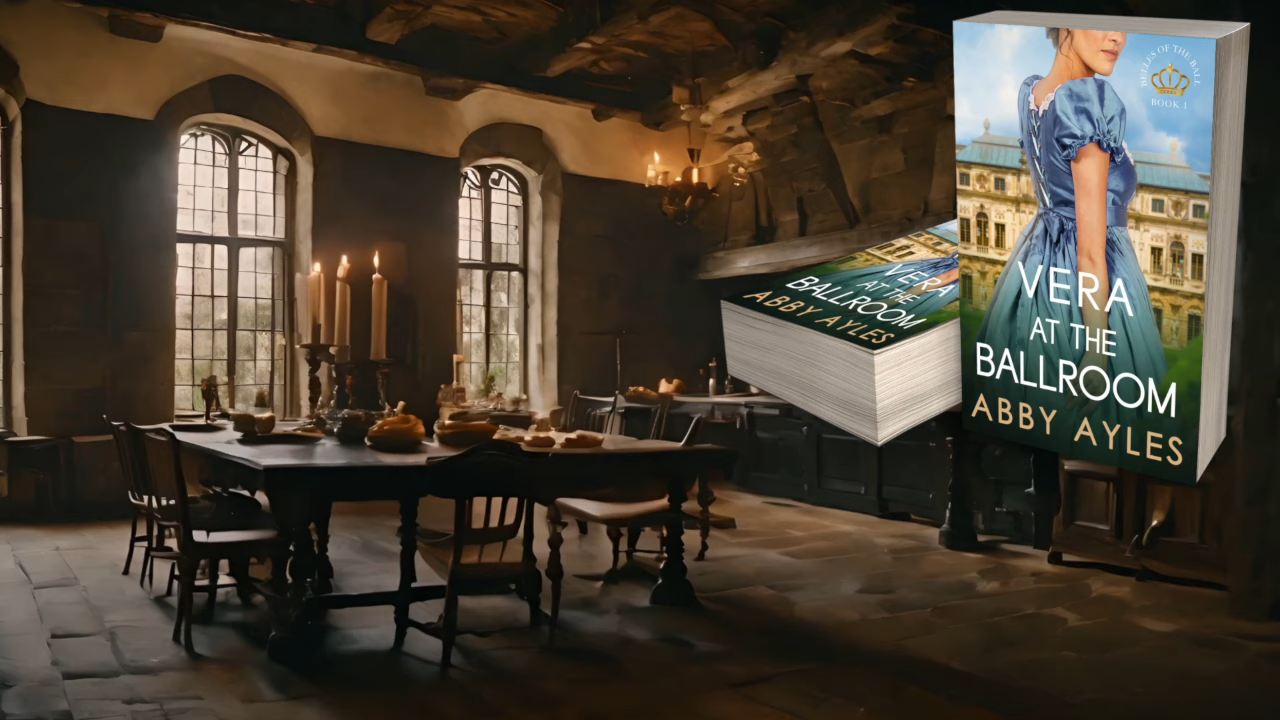 BELLES OF THE BALL
BOOK 1
VERA
AT THE
BALLROOM
ABBY AYLES
VERA
AT THE
BALLROOM
ABBY AYLES